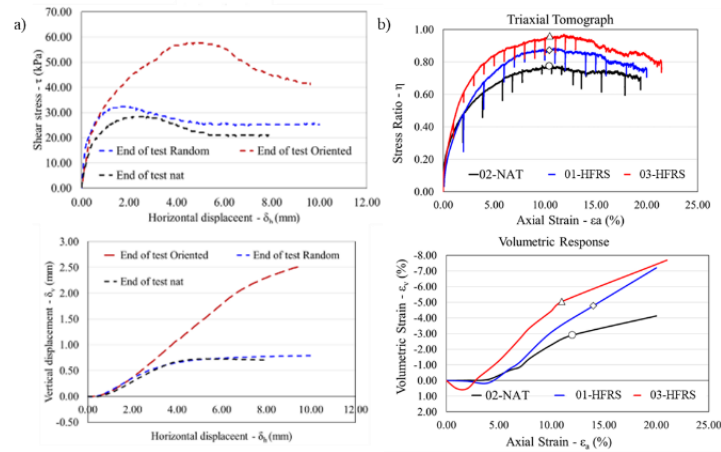 a)
70.00
60.00
50.00
40.00
30.00
20.00
10.00
0.00
Shear stress - τ (kPa)
End of test Random
End of test Oriented
End of test nat
0.00 2.00 4.00 6.00 8.00 10.00 12.00
Horizontal displaceent - δh (mm)
b)
Triaxial Tomograph
1.00
0.80
0.60
0.40
0.20
0.00
Stress Ratio - η
02-NAT 01-HFRS 03-HFRS
0.00 5.00 10.00 15.00 20.00 25.00
Axial Strain - εa (%)
3.00
2.50
2.00
1.50
1.00
0.50
0.00
-0.50
Vertical displacement - δv (mm)
End of test Oriented
End of test Random
End of test nat
0.00 2.00 4.00 6.00 8.00 10.00 12.00
Horizontal displaceent - δh (mm)
Volumetric Response
-8.00
-7.00
-6.00
-5.00
-4.00
-3.00
-2.00
-1.00
0.00
1.00
2.00
Volumetric Strain - εv (%)
02-NAT 01-HFRS 03-HFRS
0.00 5.00 10.00 15.00 20.00 25.00
Axial Strain - εa (%)